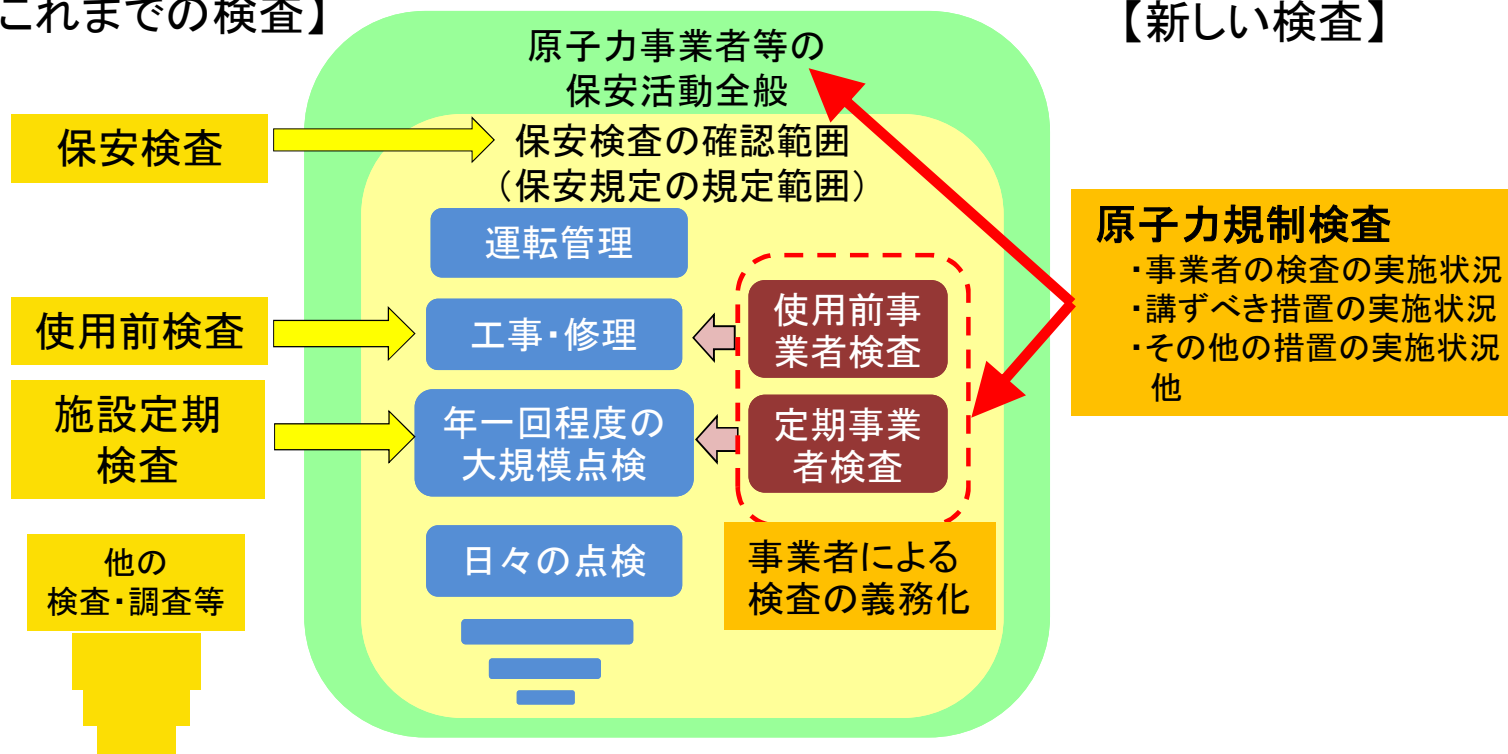 これまでの検査】
【新しい検査】
原子力事業者等の
保安活動全般
保安検査
保安検査の確認範囲
（保安規定の規定範囲）
運転管理
使用前検査
工事・修理
使用前事
業者検査
施設定期
検査
年一回程度の
大規模点検
定期事業
者検査
他の
検査・調査等
日々の点検
事業者による
検査の義務化
原子力規制検査
・事業者の検査の実施状況
・講ずべき措置の実施状況
・その他の措置の実施状況
他